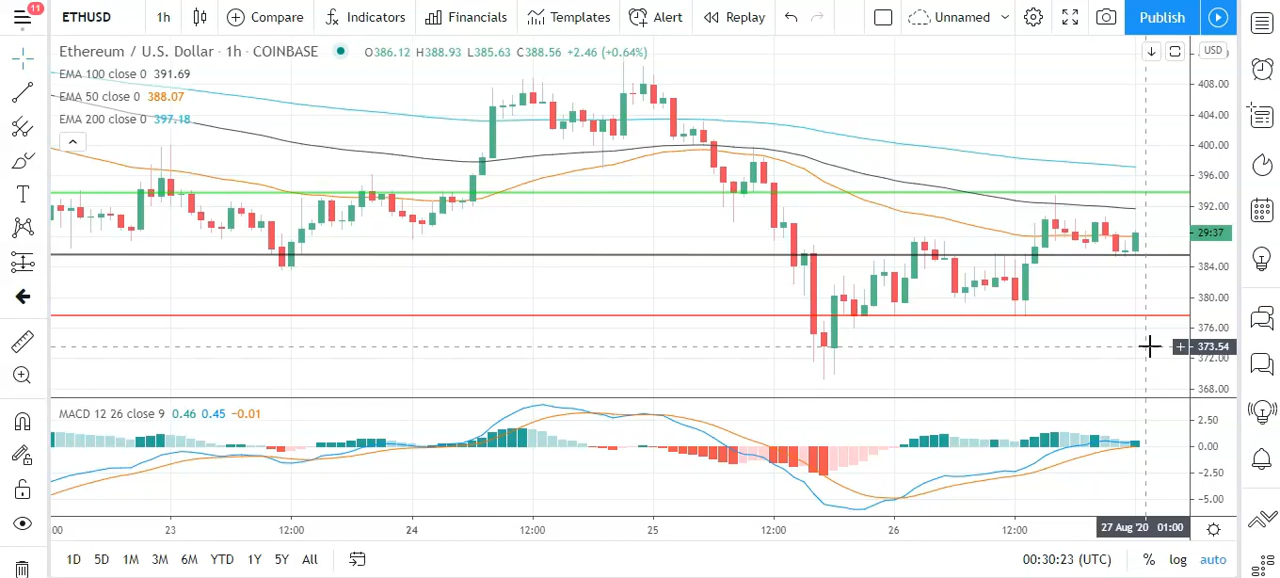 11
ETHUSD 1h Compare Indicators Financials Templates Alert Replay Unnamed Publish
Ethereum / U.S. Dollar · 1h · COINBASE O386.12 H388.93 L385.63 C388.56 +2.46 (+0.64%) USD
EMA 100 close 0 391.69
EMA 50 close 0 388.07
EMA 200 close 0 397.18
408.00
404.00
400.00
396.00
392.00
29:37
384.00
380.00
376.00
+ 373.54
372.00
368.00
MACD 12 26 close 9 0.46 0.45 −0.01
2.50
0.00
−2.50
−5.00
:00 23 12:00 24 12:00 25 12:00 26 12:00 27 Aug '20 01:00
1D 5D 1M 3M 6M YTD 1Y 5Y All 00:30:23 (UTC) % log auto